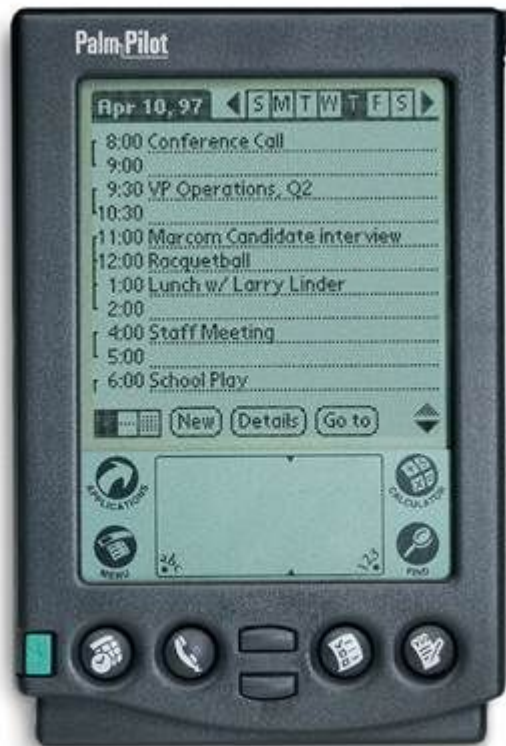 PalmPilot
Apr 10, 97 S M T W T F S
8:00 Conference Call
9:00
9:30 VP Operations, Q2
10:30
11:00 Marcom Candidate interview
12:00 Racquetball
1:00 Lunch w/ Larry Linder
2:00
4:00 Staff Meeting
5:00
6:00 School Play
New Details Go to
APPLICATIONS CALCULATOR
MENU abc 123 FIND